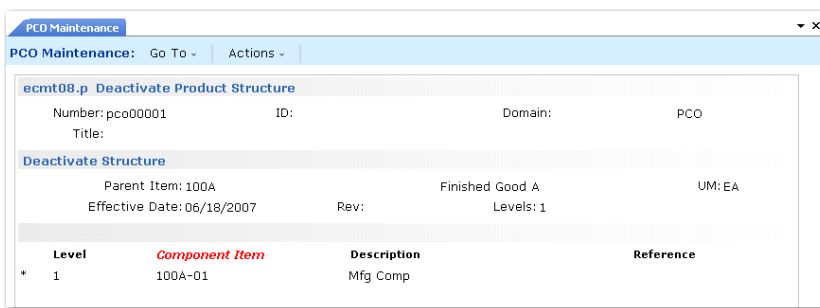 PCO Maintenance
PCO Maintenance: Go To Actions
ecmt08.p Deactivate Product Structure
Number: pco00001 ID: Domain: PCO
Title:
Deactivate Structure
Parent Item: 100A Finished Good A UM: EA
Effective Date: 06/18/2007 Rev: Levels: 1
Level Component Item Description Reference
* 1 100A-01 Mfg Comp